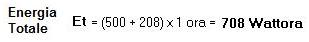 Energia
Totale
Et = (500 + 208) x 1 ora = 708 Wattora